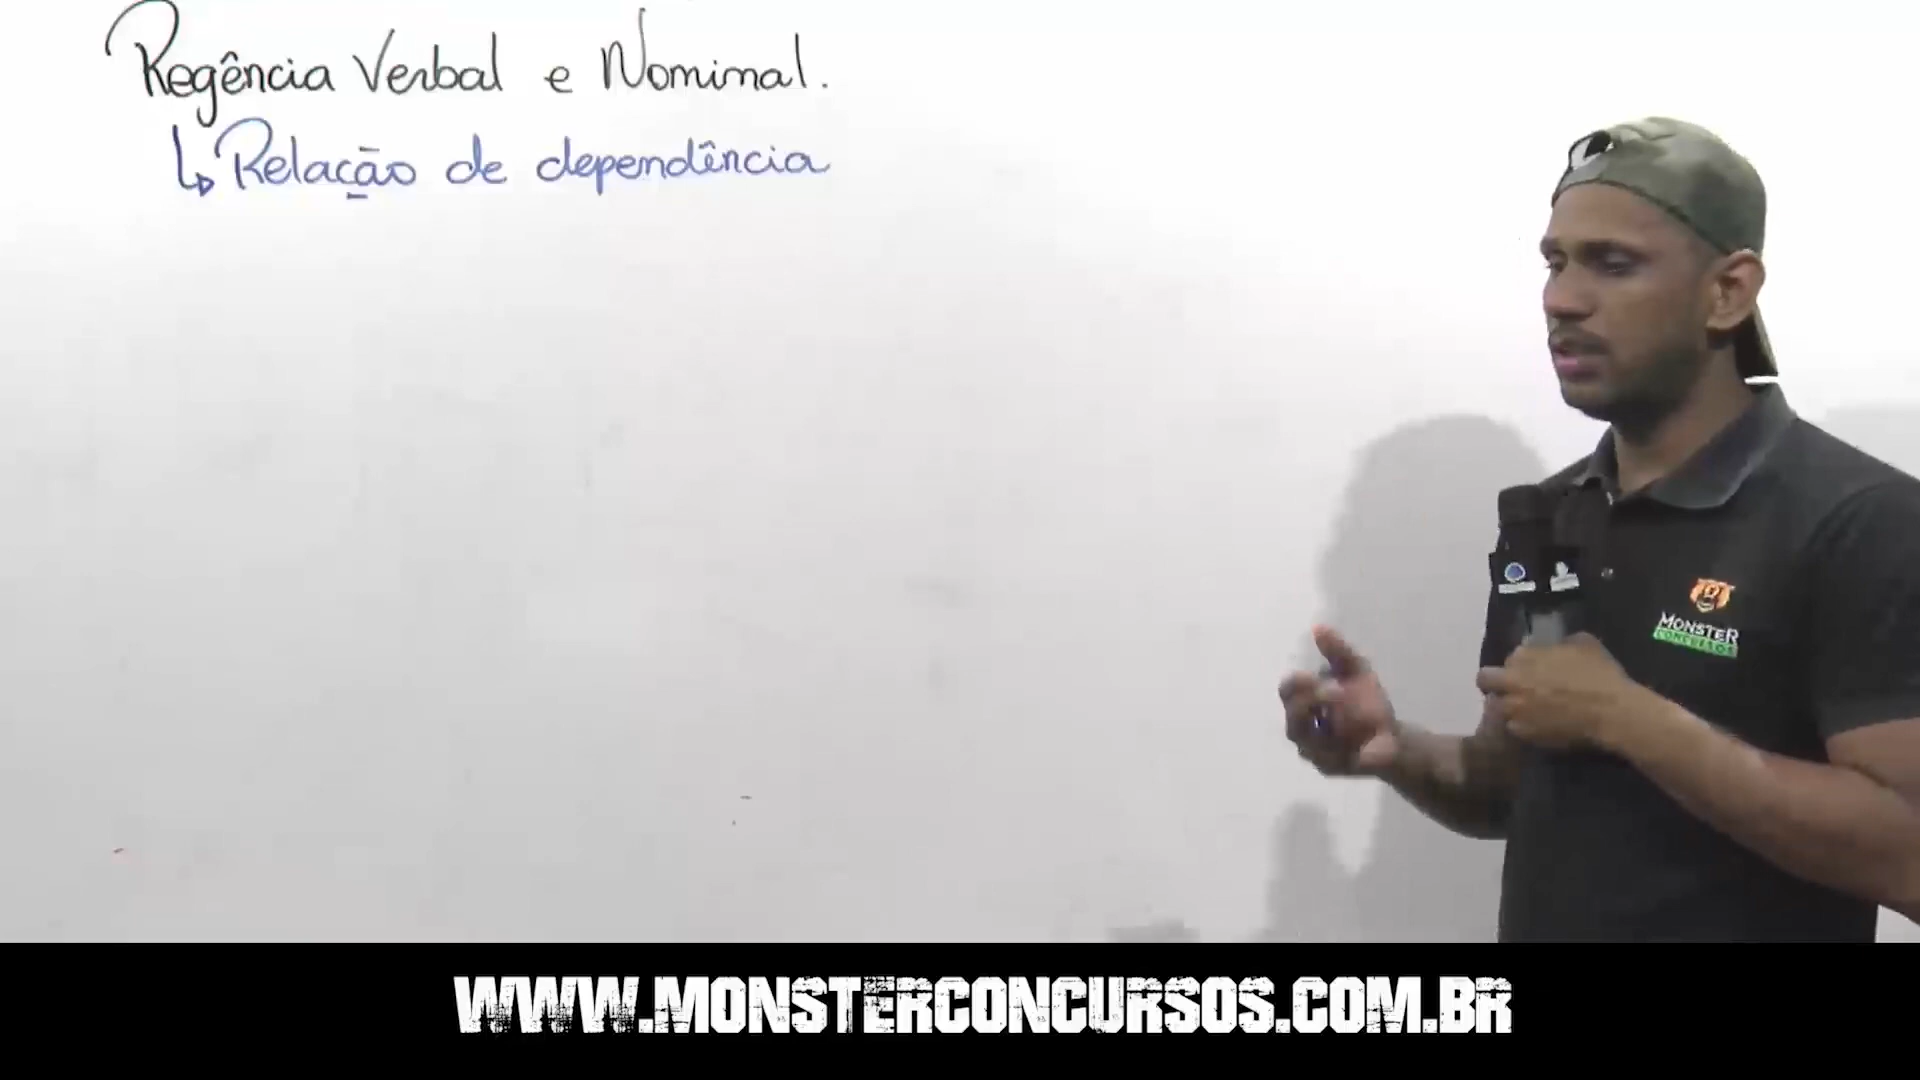 Regência Verbal e Nominal.
↳ Relação de dependência
MONSTER
CONCURSOS
WWW.MONSTERCONCURSOS.COM.BR